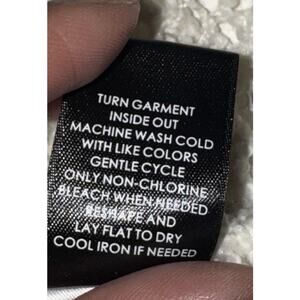 TURN GARMENT
INSIDE OUT
MACHINE WASH COLD
WITH LIKE COLORS
GENTLE CYCLE
ONLY NON-CHLORINE
BLEACH WHEN NEEDED
RESHAPE AND
LAY FLAT TO DRY
COOL IRON IF NEEDED